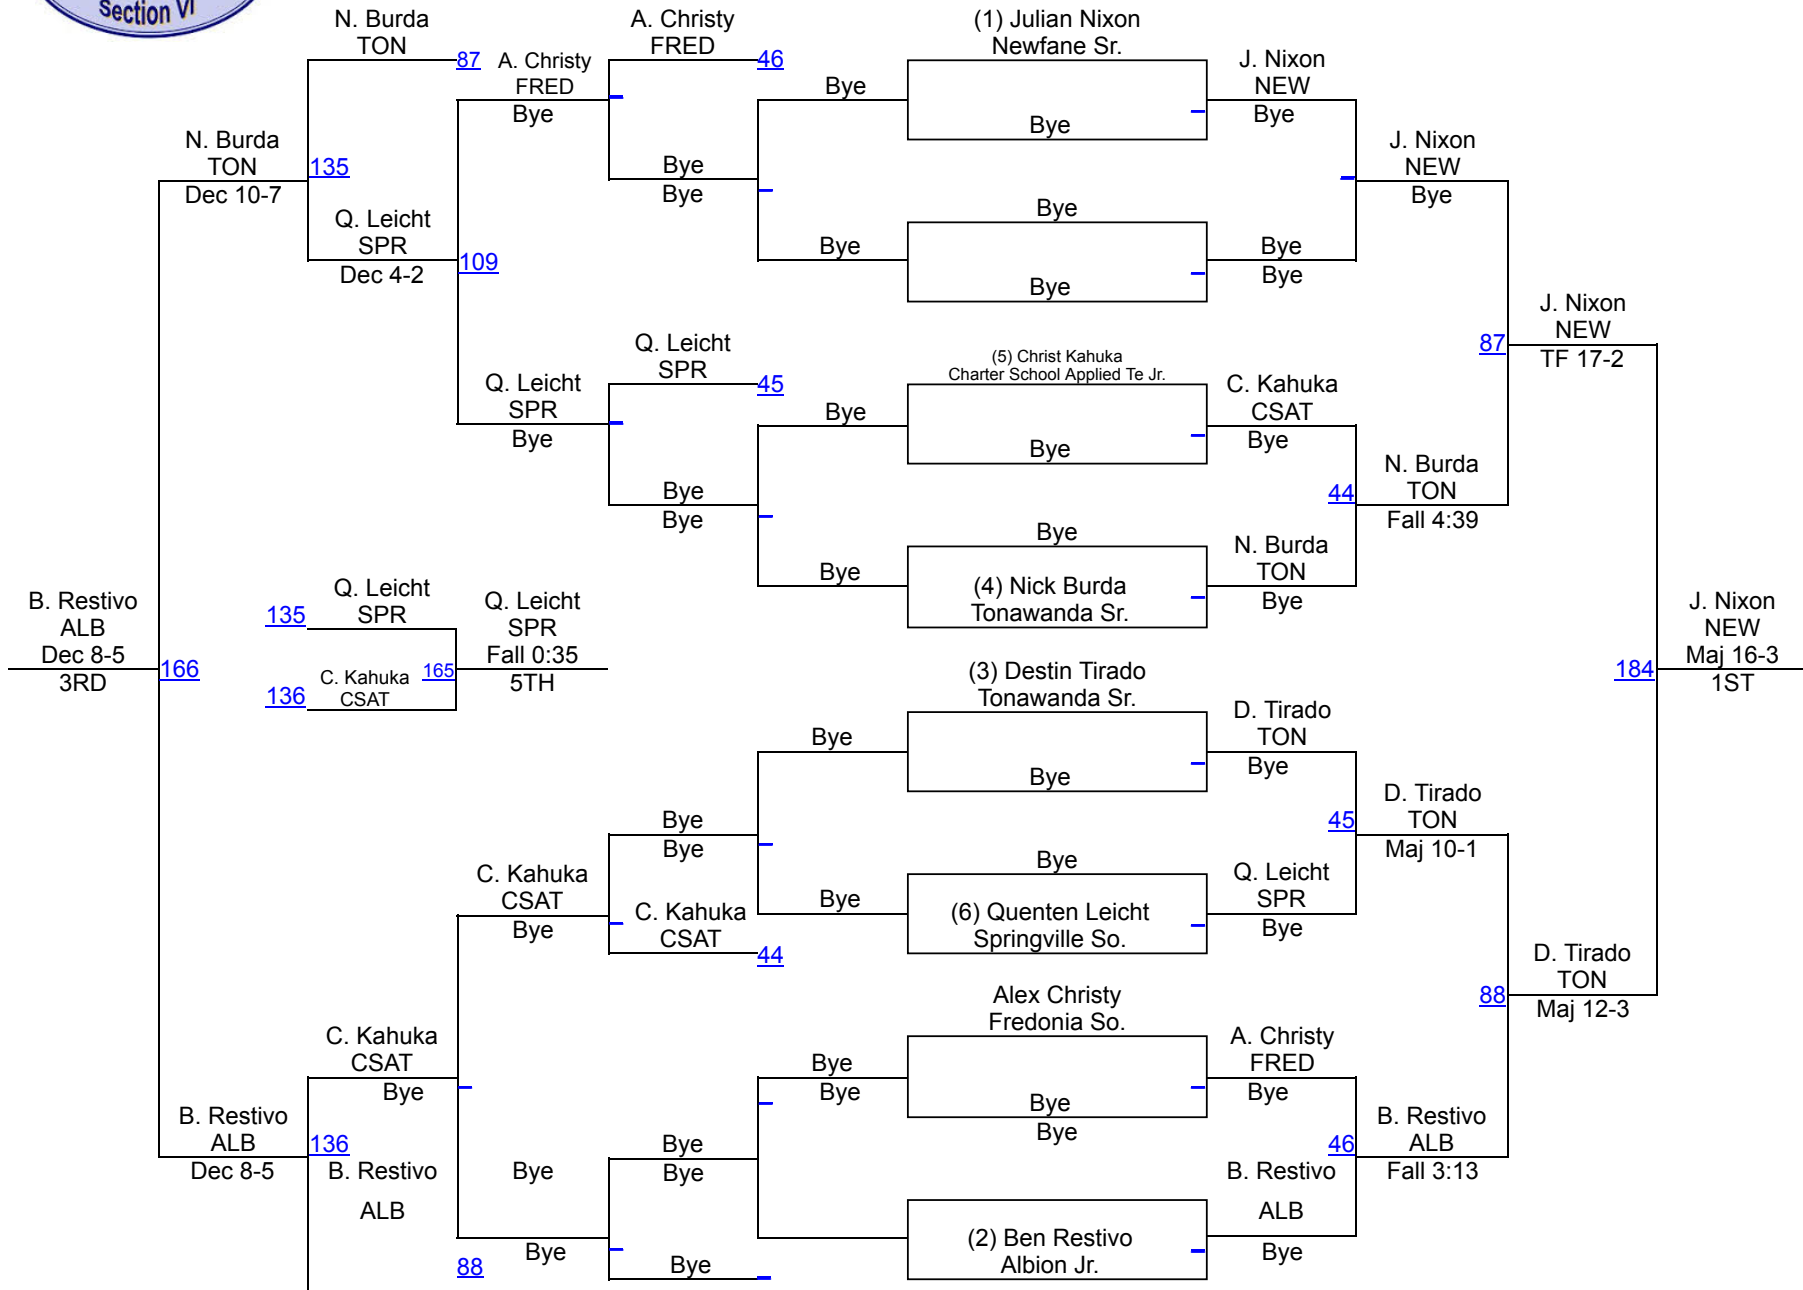 Section VI
N. Burda
TON
87
A. Christy
FRED
Bye
A. Christy
FRED
46
(1) Julian Nixon
Newfane Sr.
Bye
Bye
J. Nixon
NEW
Bye
J. Nixon
NEW
Bye
N. Burda
TON
Dec 10-7
135
Q. Leicht
SPR
Dec 4-2
109
Bye
Bye
Bye
Bye
Bye
Bye
Bye
J. Nixon
NEW
TF 17-2
87
Q. Leicht
SPR
Bye
Q. Leicht
SPR
45
(5) Christ Kahuka
Charter School Applied Te Jr.
Bye
Bye
C. Kahuka
CSAT
Bye
44
N. Burda
TON
Fall 4:39
Bye
Bye
Bye
Bye
(4) Nick Burda
Tonawanda Sr.
N. Burda
TON
Bye
B. Restivo
ALB
Dec 8-5
3RD
166
135
Q. Leicht
SPR
136
C. Kahuka
CSAT
165
Q. Leicht
SPR
Fall 0:35
5TH
J. Nixon
NEW
Maj 16-3
1ST
184
(3) Destin Tirado
Tonawanda Sr.
Bye
Bye
D. Tirado
TON
Bye
45
D. Tirado
TON
Maj 10-1
Bye
Bye
C. Kahuka
CSAT
Bye
C. Kahuka
CSAT
44
Bye
Bye
(6) Quenten Leicht
Springville So.
Q. Leicht
SPR
Bye
88
D. Tirado
TON
Maj 12-3
Alex Christy
Fredonia So.
Bye
Bye
Bye
Bye
A. Christy
FRED
Bye
C. Kahuka
CSAT
Bye
B. Restivo
ALB
Dec 8-5
136
B. Restivo
ALB
88
Bye
Bye
Bye
Bye
Bye
(2) Ben Restivo
Albion Jr.
46
B. Restivo
ALB
Bye
B. Restivo
ALB
Fall 3:13